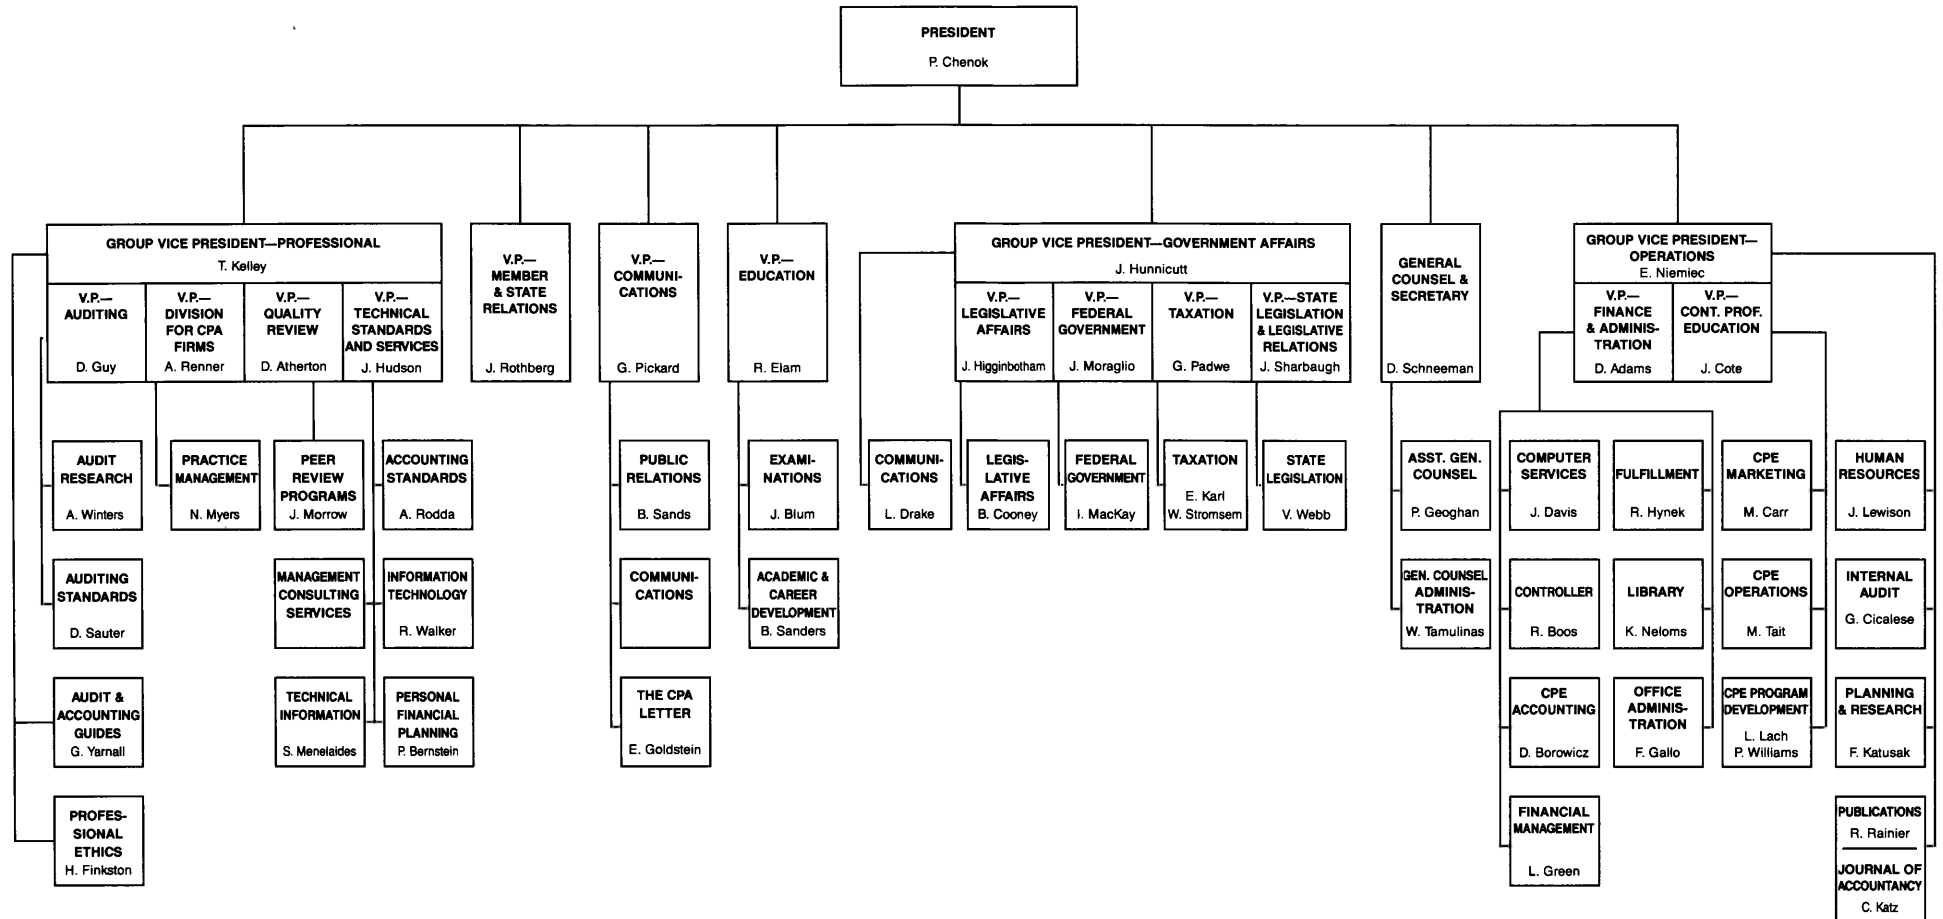 PRESIDENT
P. Chenok
GROUP VICE PRESIDENT—PROFESSIONAL
T. Kelley
V.P.—
AUDITING
D. Guy
V.P.—
DIVISION
FOR CPA
FIRMS
A. Renner
V.P.—
QUALITY
REVIEW
D. Atherton
V.P.—
TECHNICAL
STANDARDS
AND SERVICES
J. Hudson
V.P.—
MEMBER
& STATE
RELATIONS
J. Rothberg
V.P.—
COMMUNI-
CATIONS
G. Pickard
V.P.—
EDUCATION
R. Elam
GROUP VICE PRESIDENT—GOVERNMENT AFFAIRS
J. Hunnicutt
V.P.—
LEGISLATIVE
AFFAIRS
J. Higginbotham
V.P.—
FEDERAL
GOVERNMENT
J. Moraglio
V.P.—
TAXATION
G. Padwe
V.P.—STATE
LEGISLATION
& LEGISLATIVE
RELATIONS
J. Sharbaugh
GENERAL
COUNSEL &
SECRETARY
D. Schneeman
GROUP VICE PRESIDENT—
OPERATIONS
E. Niemiec
V.P.—
FINANCE
& ADMINIS-
TRATION
D. Adams
V.P.—
CONT. PROF.
EDUCATION
J. Cote
AUDIT
RESEARCH
A. Winters
PRACTICE
MANAGEMENT
N. Myers
PEER
REVIEW
PROGRAMS
J. Morrow
ACCOUNTING
STANDARDS
A. Rodda
PUBLIC
RELATIONS
B. Sands
EXAMI-
NATIONS
J. Blum
COMMUNI-
CATIONS
L. Drake
LEGIS-
LATIVE
AFFAIRS
B. Cooney
FEDERAL
GOVERNMENT
I. MacKay
TAXATION
E. Karl
W. Stromsem
STATE
LEGISLATION
V. Webb
ASST. GEN.
COUNSEL
P. Geoghan
COMPUTER
SERVICES
J. Davis
FULFILLMENT
R. Hynek
CPE
MARKETING
M. Carr
HUMAN
RESOURCES
J. Lewison
AUDITING
STANDARDS
D. Sauter
MANAGEMENT
CONSULTING
SERVICES
INFORMATION
TECHNOLOGY
R. Walker
COMMUNI-
CATIONS
ACADEMIC &
CAREER
DEVELOPMENT
B. Sanders
GEN. COUNSEL
ADMINIS-
TRATION
W. Tamulinas
CONTROLLER
R. Boos
LIBRARY
K. Neloms
CPE
OPERATIONS
M. Tait
INTERNAL
AUDIT
G. Cicalese
AUDIT &
ACCOUNTING
GUIDES
G. Yarnall
TECHNICAL
INFORMATION
S. Menelaides
PERSONAL
FINANCIAL
PLANNING
P. Bernstein
THE CPA
LETTER
E. Goldstein
CPE
ACCOUNTING
D. Borowicz
OFFICE
ADMINIS-
TRATION
F. Gallo
CPE PROGRAM
DEVELOPMENT
L. Lach
P. Williams
PLANNING
& RESEARCH
F. Katusak
PROFES-
SIONAL
ETHICS
H. Finkston
FINANCIAL
MANAGEMENT
L. Green
PUBLICATIONS
R. Rainier
JOURNAL OF
ACCOUNTANCY
C. Katz